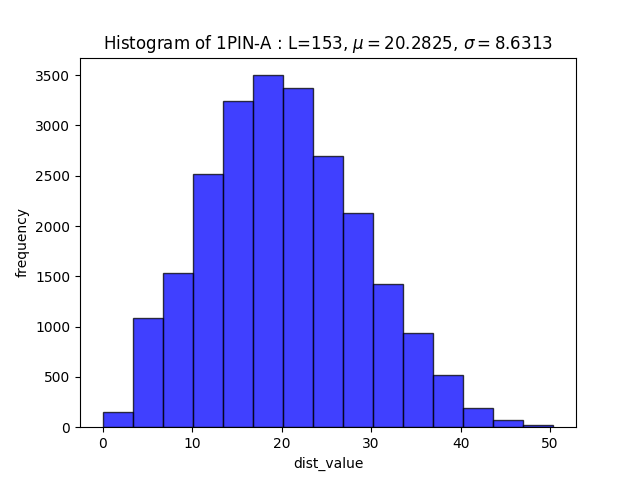 Histogram of 1PIN-A : L=153, μ = 20.2825, σ = 8.6313
3500
3000
2500
2000
1500
1000
500
0
frequency
0 10 20 30 40 50
dist_value